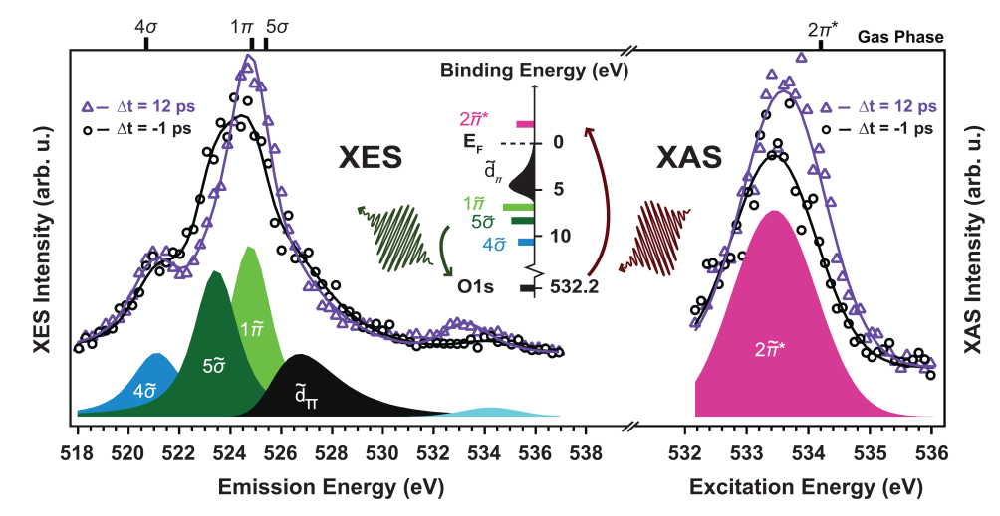 4σ 1π 5σ 2π* Gas Phase
Binding Energy (eV)
Δt = 12 ps
Δt = -1 ps
2π̃*
E_F 0
d̃_π
5
1π̃
5σ̃
4σ̃ 10
O1s 532.2
XES
XAS
Δt = 12 ps
Δt = -1 ps
XES Intensity (arb. u.)
XAS Intensity (arb. u.)
4σ̃
5σ̃
1π̃
d̃_π
2π̃*
518 520 522 524 526 528 530 532 534 536 538 532 533 534 535 536
Emission Energy (eV) Excitation Energy (eV)